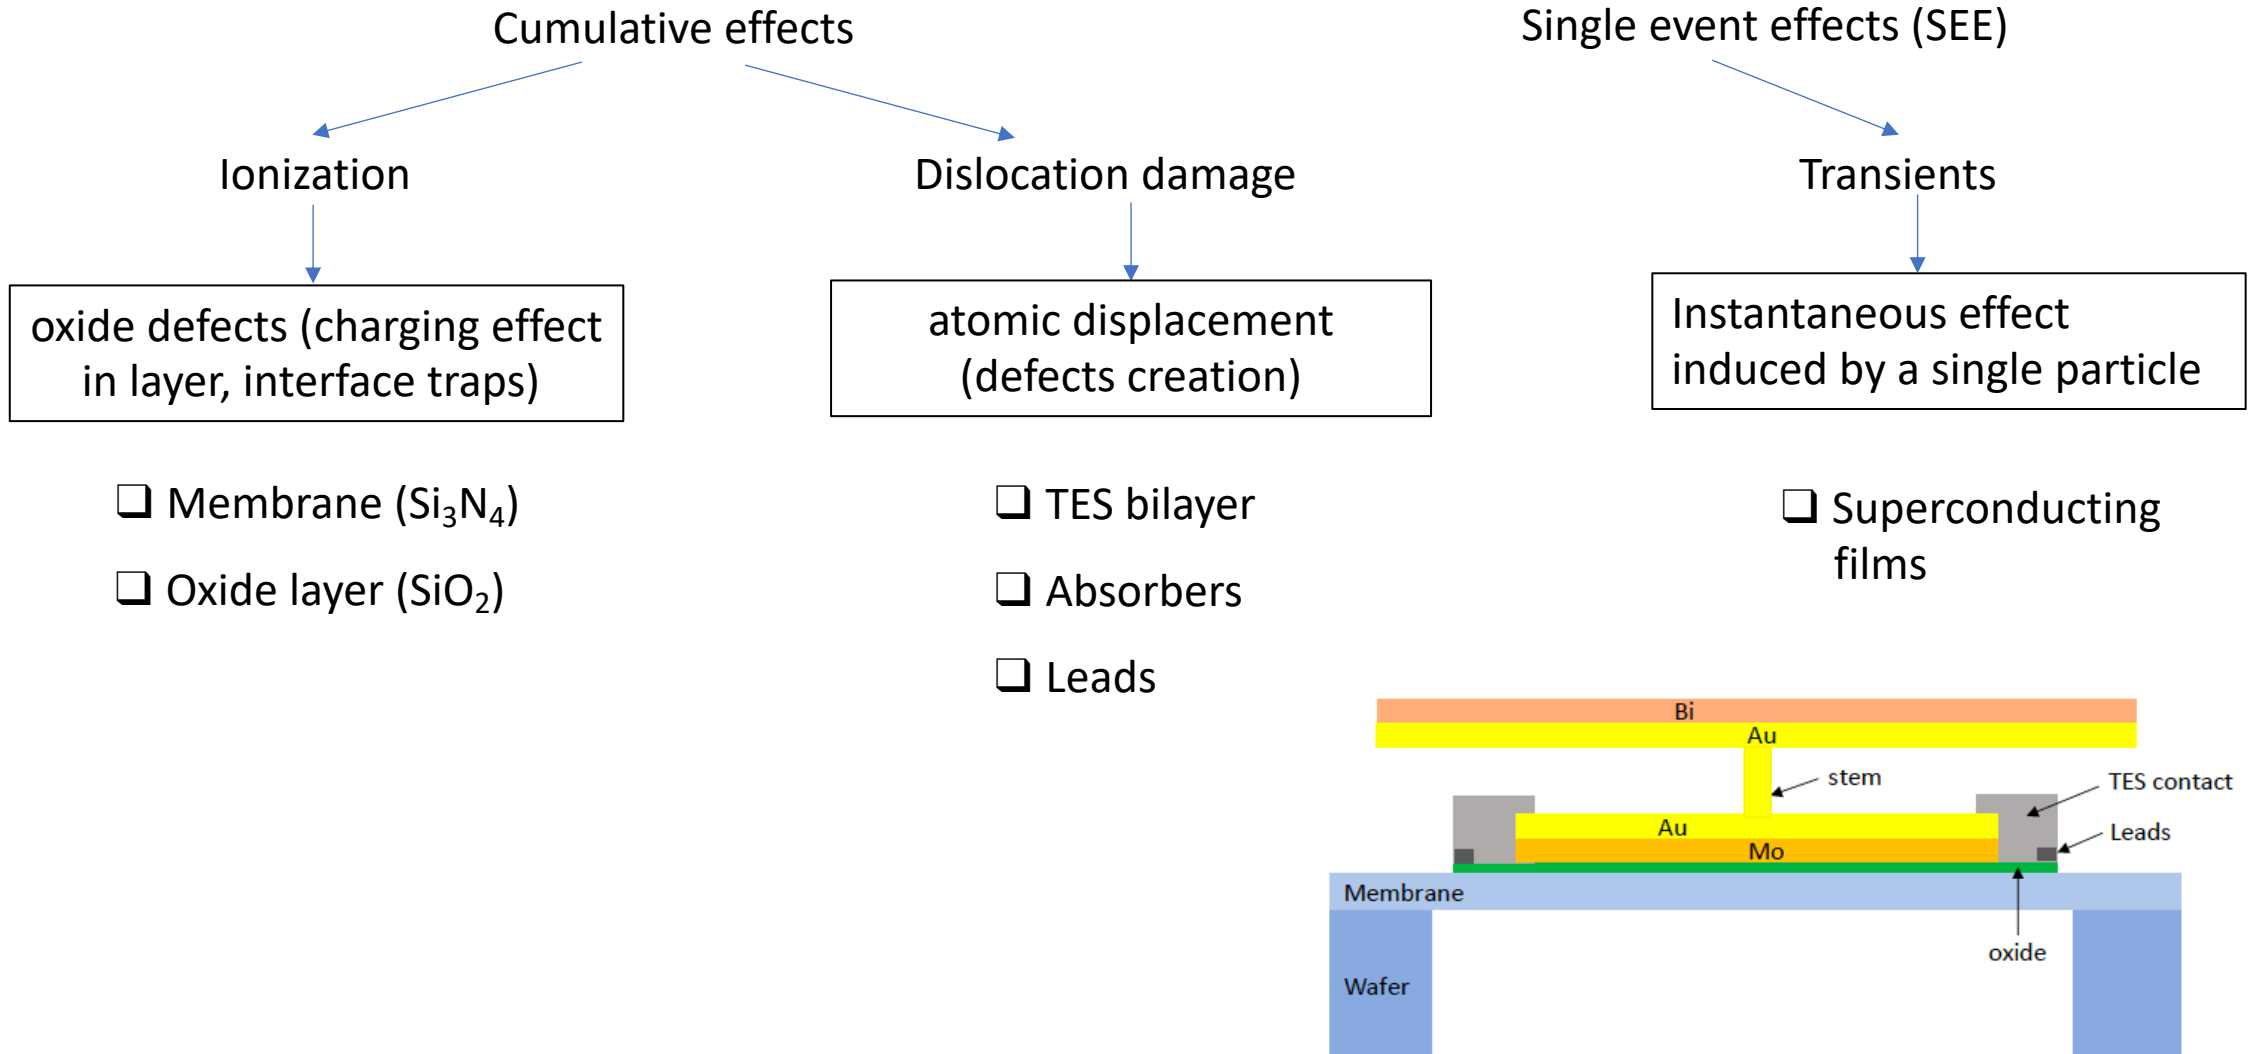 Cumulative effects
Single event effects (SEE)
Ionization
Dislocation damage
Transients
oxide defects (charging effect
in layer, interface traps)
atomic displacement
(defects creation)
Instantaneous effect
induced by a single particle
❑ Membrane (Si₃N₄)
❑ Oxide layer (SiO₂)
❑ TES bilayer
❑ Absorbers
❑ Leads
❑ Superconducting
films
Bi
Au
stem
TES contact
Au
Leads
Mo
Membrane
oxide
Wafer